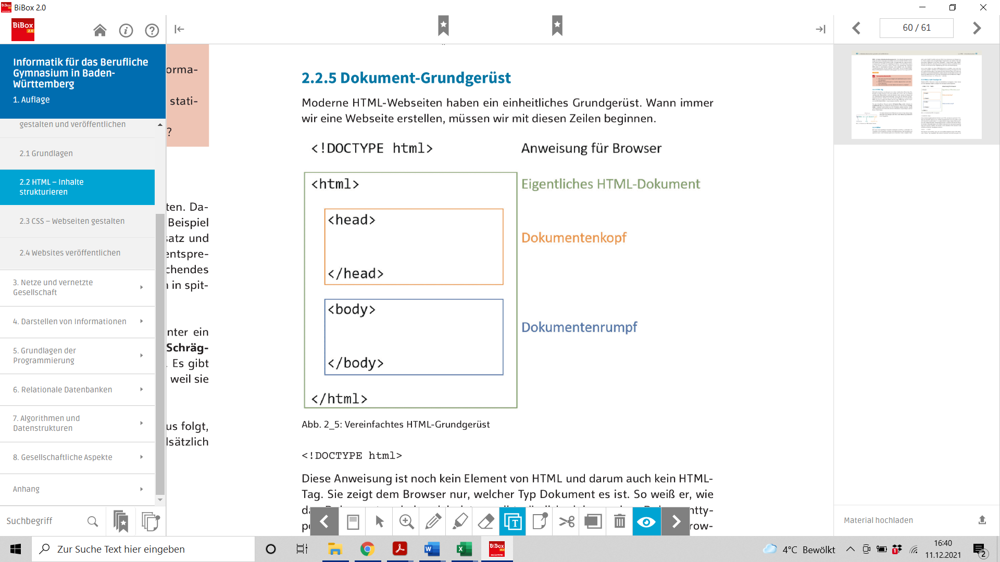 BiBox 2.0
BiBox
2.0
60 / 61
Informatik für das Berufliche
Gymnasium in Baden-
Württemberg
1. Auflage
gestalten und veröffentlichen
2.1 Grundlagen
2.2 HTML – Inhalte
strukturieren
2.3 CSS – Webseiten gestalten
2.4 Websites veröffentlichen
3. Netze und vernetzte
Gesellschaft
4. Darstellen von Informationen
5. Grundlagen der
Programmierung
6. Relationale Datenbanken
7. Algorithmen und
Datenstrukturen
8. Gesellschaftliche Aspekte
Anhang
Suchbegriff
orma-
stati-
?
ten. Da-
Beispiel
satz und
entspre-
chendes
n in spit-
nter ein
Schräg-
. Es gibt
weil sie
us folgt,
lsätzlich
2.2.5 Dokument-Grundgerüst
Moderne HTML-Webseiten haben ein einheitliches Grundgerüst. Wann immer
wir eine Webseite erstellen, müssen wir mit diesen Zeilen beginnen.
<!DOCTYPE html> Anweisung für Browser
<html> Eigentliches HTML-Dokument
<head>
Dokumentenkopf
</head>
<body>
Dokumentenrumpf
</body>
</html>
Abb. 2_5: Vereinfachtes HTML-Grundgerüst
<!DOCTYPE html>
Diese Anweisung ist noch kein Element von HTML und darum auch kein HTML-
Tag. Sie zeigt dem Browser nur, welcher Typ Dokument es ist. So weiß er, wie
ntty-
row-
Material hochladen
Zur Suche Text hier eingeben
4°C Bewölkt
16:40
11.12.2021
2